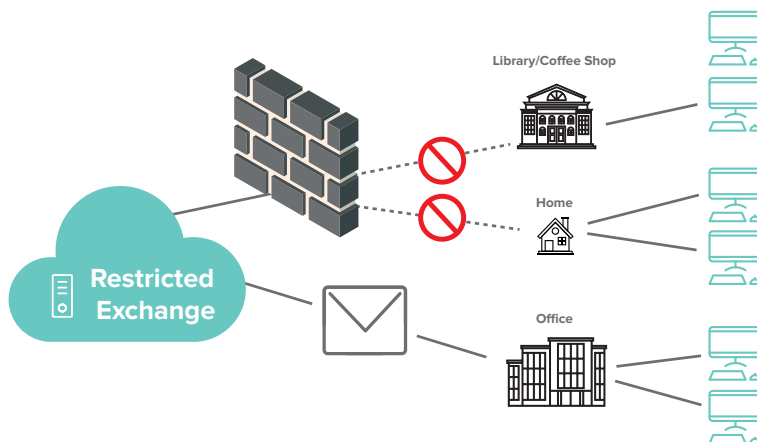 Library/Coffee Shop
Home
Restricted
Exchange
Office